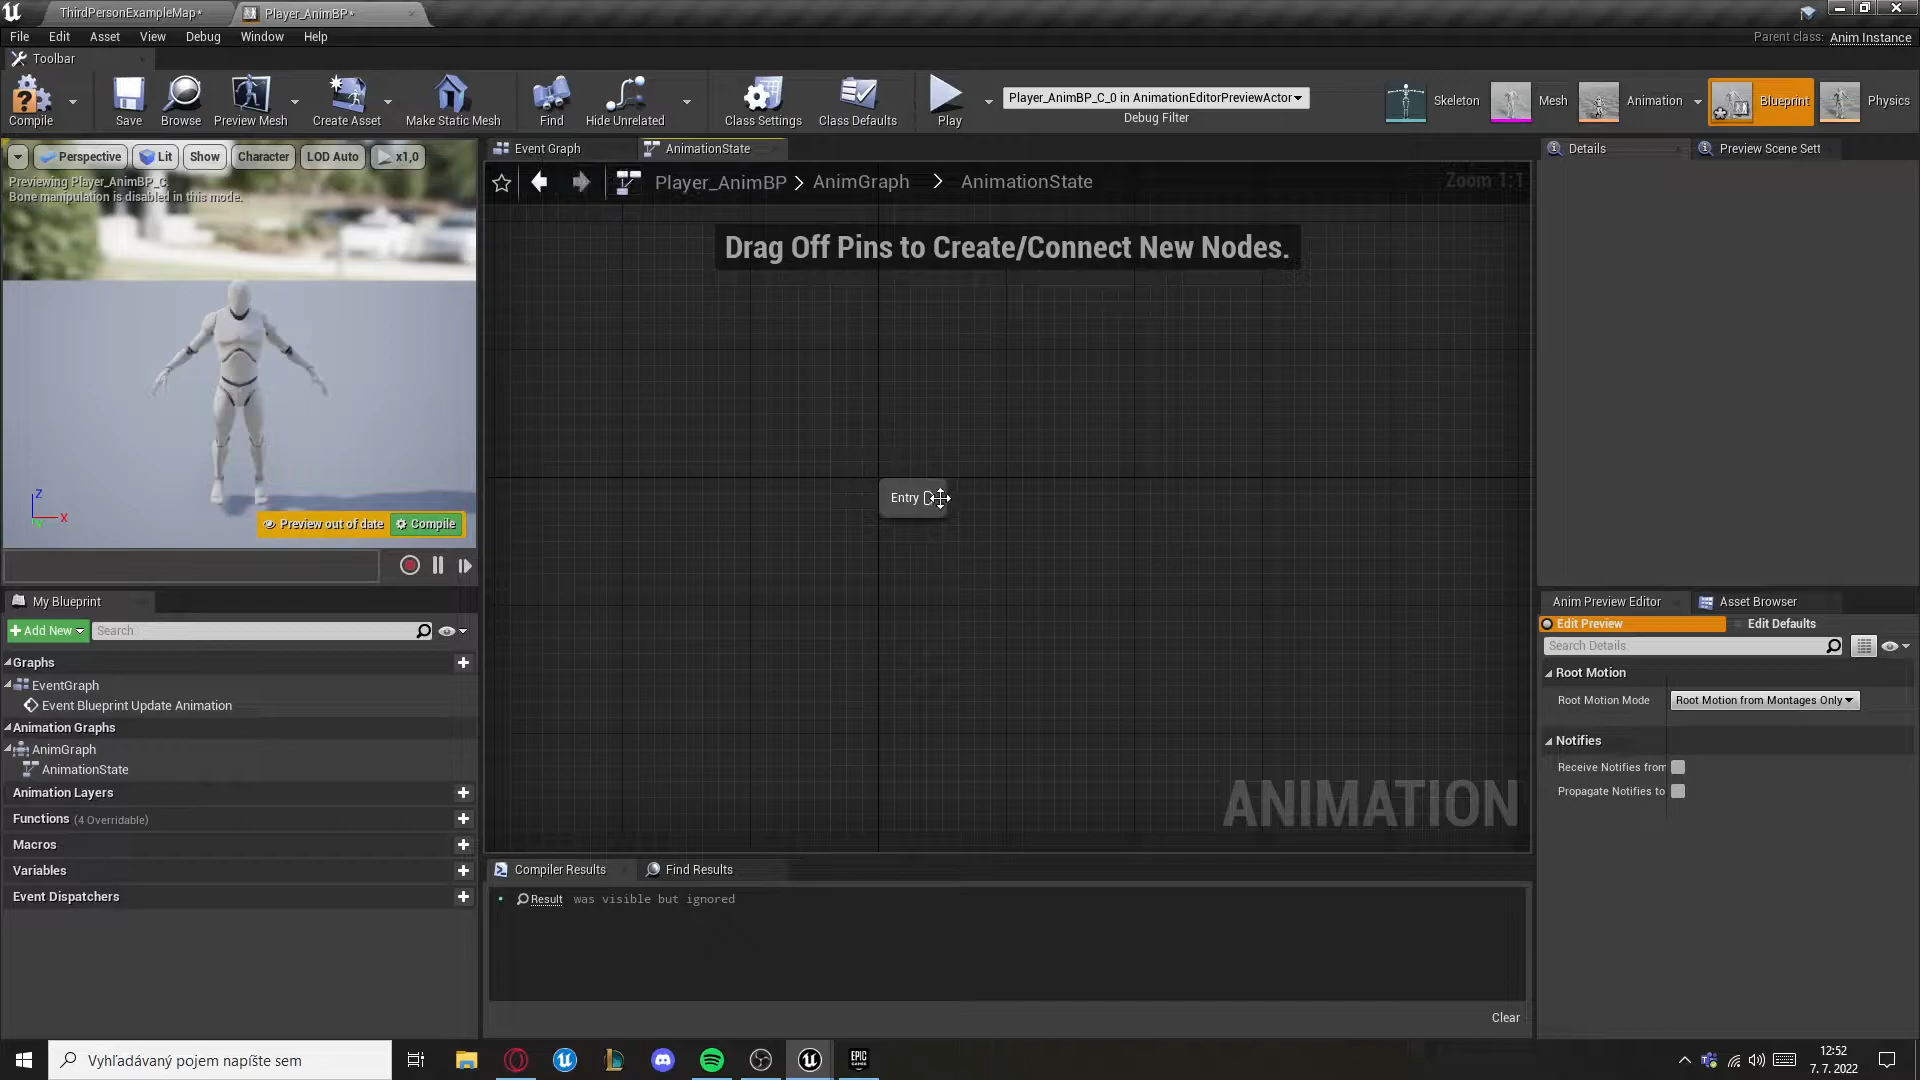 ThirdPersonExampleMap*
Player_AnimBP*
File Edit Asset View Debug Window Help
Parent class: Anim Instance
Toolbar
Compile Save Browse Preview Mesh Create Asset Make Static Mesh Find Hide Unrelated Class Settings Class Defaults Play
Player_AnimBP_C_0 in AnimationEditorPreviewActor
Debug Filter
Skeleton Mesh Animation Blueprint Physics
Perspective Lit Show Character LOD Auto x1,0
Previewing Player_AnimBP_C.
Bone manipulation is disabled in this mode.
Z
X
Preview out of date Compile
Event Graph AnimationState
Player_AnimBP > AnimGraph > AnimationState
Zoom 1:1
Drag Off Pins to Create/Connect New Nodes.
Entry
ANIMATION
Details Preview Scene Sett
My Blueprint
+Add New Search
Graphs
EventGraph
Event Blueprint Update Animation
Animation Graphs
AnimGraph
AnimationState
Animation Layers
Functions (4 Overridable)
Macros
Variables
Event Dispatchers
Compiler Results Find Results
Result was visible but ignored
Clear
Anim Preview Editor Asset Browser
Edit Preview Edit Defaults
Search Details
Root Motion
Root Motion Mode Root Motion from Montages Only
Notifies
Receive Notifies from
Propagate Notifies to
Vyhľadávaný pojem napíšte sem
EPIC GAMES
12:52
7. 7. 2022